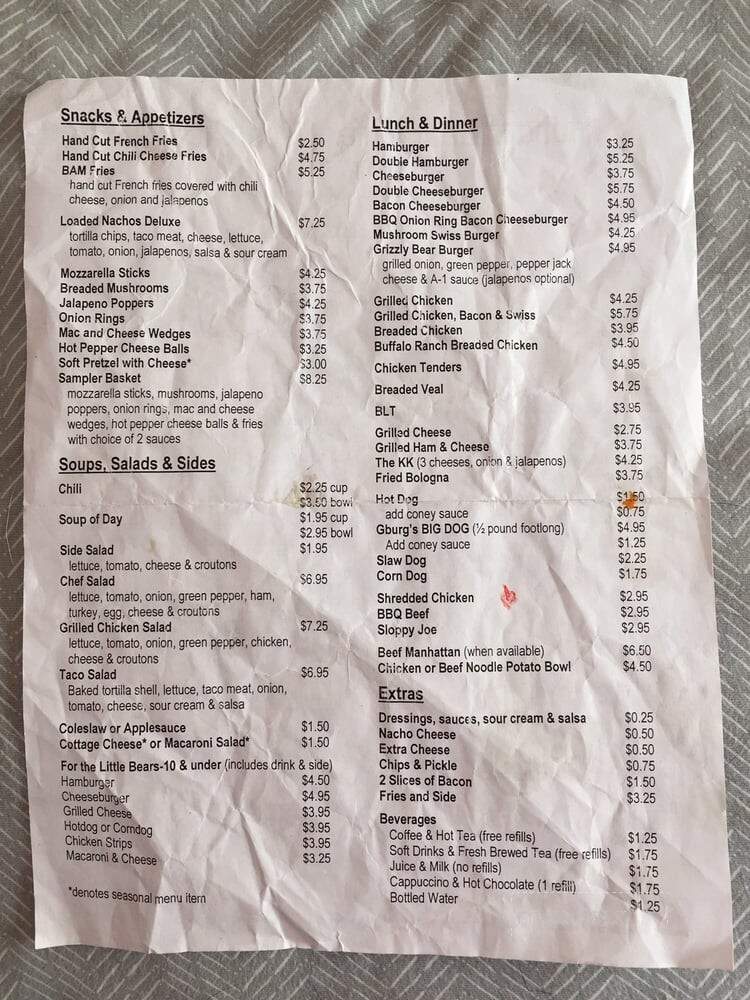 Snacks & Appetizers
Hand Cut French Fries $2.50
Hand Cut Chili Cheese Fries $4.75
BAM Fries $5.25
hand cut French fries covered with chili
cheese, onion and jalapenos
Loaded Nachos Deluxe $7.25
tortilla chips, taco meat, cheese, lettuce,
tomato, onion, jalapenos, salsa & sour cream
Mozzarella Sticks $4.25
Breaded Mushrooms $3.75
Jalapeno Poppers $4.25
Onion Rings $3.75
Mac and Cheese Wedges $3.75
Hot Pepper Cheese Balls $3.25
Soft Pretzel with Cheese* $3.00
Sampler Basket $8.25
mozzarella sticks, mushrooms, jalapeno
poppers, onion rings, mac and cheese
wedges, hot pepper cheese balls & fries
with choice of 2 sauces
Soups, Salads & Sides
Chili $2.25 cup
$3.50 bowl
Soup of Day $1.95 cup
$2.95 bowl
Side Salad $1.95
lettuce, tomato, cheese & croutons
Chef Salad $6.95
lettuce, tomato, onion, green pepper, ham,
turkey, egg, cheese & croutons
Grilled Chicken Salad $7.25
lettuce, tomato, onion, green pepper, chicken,
cheese & croutons
Taco Salad $6.95
Baked tortilla shell, lettuce, taco meat, onion,
tomato, cheese, sour cream & salsa
Coleslaw or Applesauce $1.50
Cottage Cheese* or Macaroni Salad* $1.50
For the Little Bears-10 & under (includes drink & side)
Hamburger $4.50
Cheeseburger $4.95
Grilled Cheese $3.95
Hotdog or Corndog $3.95
Chicken Strips $3.95
Macaroni & Cheese $3.25
*denotes seasonal menu item
Lunch & Dinner
Hamburger $3.25
Double Hamburger $5.25
Cheeseburger $3.75
Double Cheeseburger $5.75
Bacon Cheeseburger $4.50
BBQ Onion Ring Bacon Cheeseburger $4.95
Mushroom Swiss Burger $4.25
Grizzly Bear Burger $4.95
grilled onion, green pepper, pepper jack
cheese & A-1 sauce (jalapenos optional)
Grilled Chicken $4.25
Grilled Chicken, Bacon & Swiss $5.75
Breaded Chicken $3.95
Buffalo Ranch Breaded Chicken $4.50
Chicken Tenders $4.95
Breaded Veal $4.25
BLT $3.95
Grilled Cheese $2.75
Grilled Ham & Cheese $3.75
The KK (3 cheeses, onion & jalapenos) $4.25
Fried Bologna $3.75
Hot Dog $1.50
add coney sauce $0.75
Gburg's BIG DOG (½ pound footlong) $4.95
Add coney sauce $1.25
Slaw Dog $2.25
Corn Dog $1.75
Shredded Chicken $2.95
BBQ Beef $2.95
Sloppy Joe $2.95
Beef Manhattan (when available) $6.50
Chicken or Beef Noodle Potato Bowl $4.50
Extras
Dressings, sauces, sour cream & salsa $0.25
Nacho Cheese $0.50
Extra Cheese $0.50
Chips & Pickle $0.75
2 Slices of Bacon $1.50
Fries and Side $3.25
Beverages
Coffee & Hot Tea (free refills) $1.25
Soft Drinks & Fresh Brewed Tea (free refills) $1.75
Juice & Milk (no refills) $1.75
Cappuccino & Hot Chocolate (1 refill) $1.75
Bottled Water $1.25